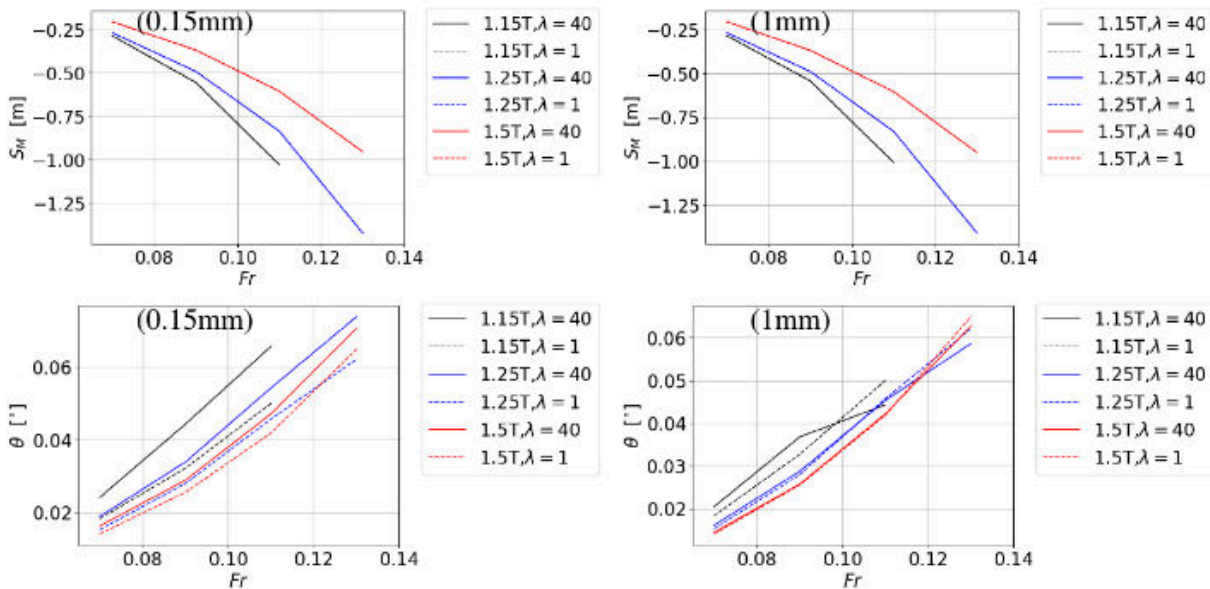 (0.15mm)
−0.25
−0.50
−0.75
−1.00
−1.25
S_M [m]
0.08 0.10 0.12 0.14
Fr
1.15T,λ = 40
1.15T,λ = 1
1.25T,λ = 40
1.25T,λ = 1
1.5T,λ = 40
1.5T,λ = 1
(1mm)
−0.25
−0.50
−0.75
−1.00
−1.25
S_M [m]
0.08 0.10 0.12 0.14
Fr
1.15T,λ = 40
1.15T,λ = 1
1.25T,λ = 40
1.25T,λ = 1
1.5T,λ = 40
1.5T,λ = 1
(0.15mm)
0.06
0.04
0.02
θ [°]
0.08 0.10 0.12 0.14
Fr
1.15T,λ = 40
1.15T,λ = 1
1.25T,λ = 40
1.25T,λ = 1
1.5T,λ = 40
1.5T,λ = 1
(1mm)
0.06
0.05
0.04
0.03
0.02
θ [°]
0.08 0.10 0.12 0.14
Fr
1.15T,λ = 40
1.15T,λ = 1
1.25T,λ = 40
1.25T,λ = 1
1.5T,λ = 40
1.5T,λ = 1